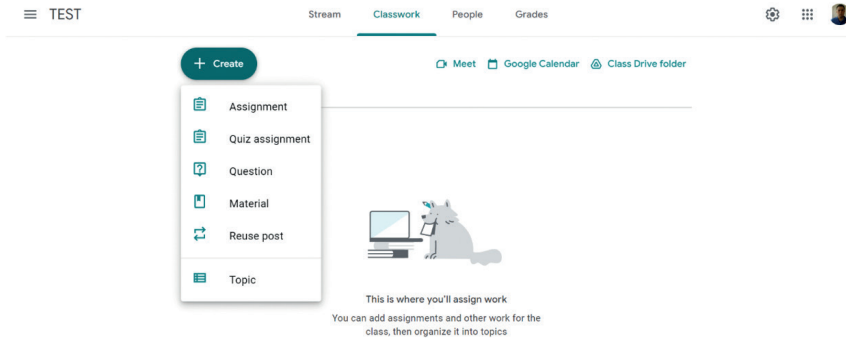 TEST
Stream Classwork People Grades
Create
Meet Google Calendar Class Drive folder
Assignment
Quiz assignment
Question
Material
Reuse post
Topic
This is where you'll assign work
You can add assignments and other work for the
class, then organize it into topics